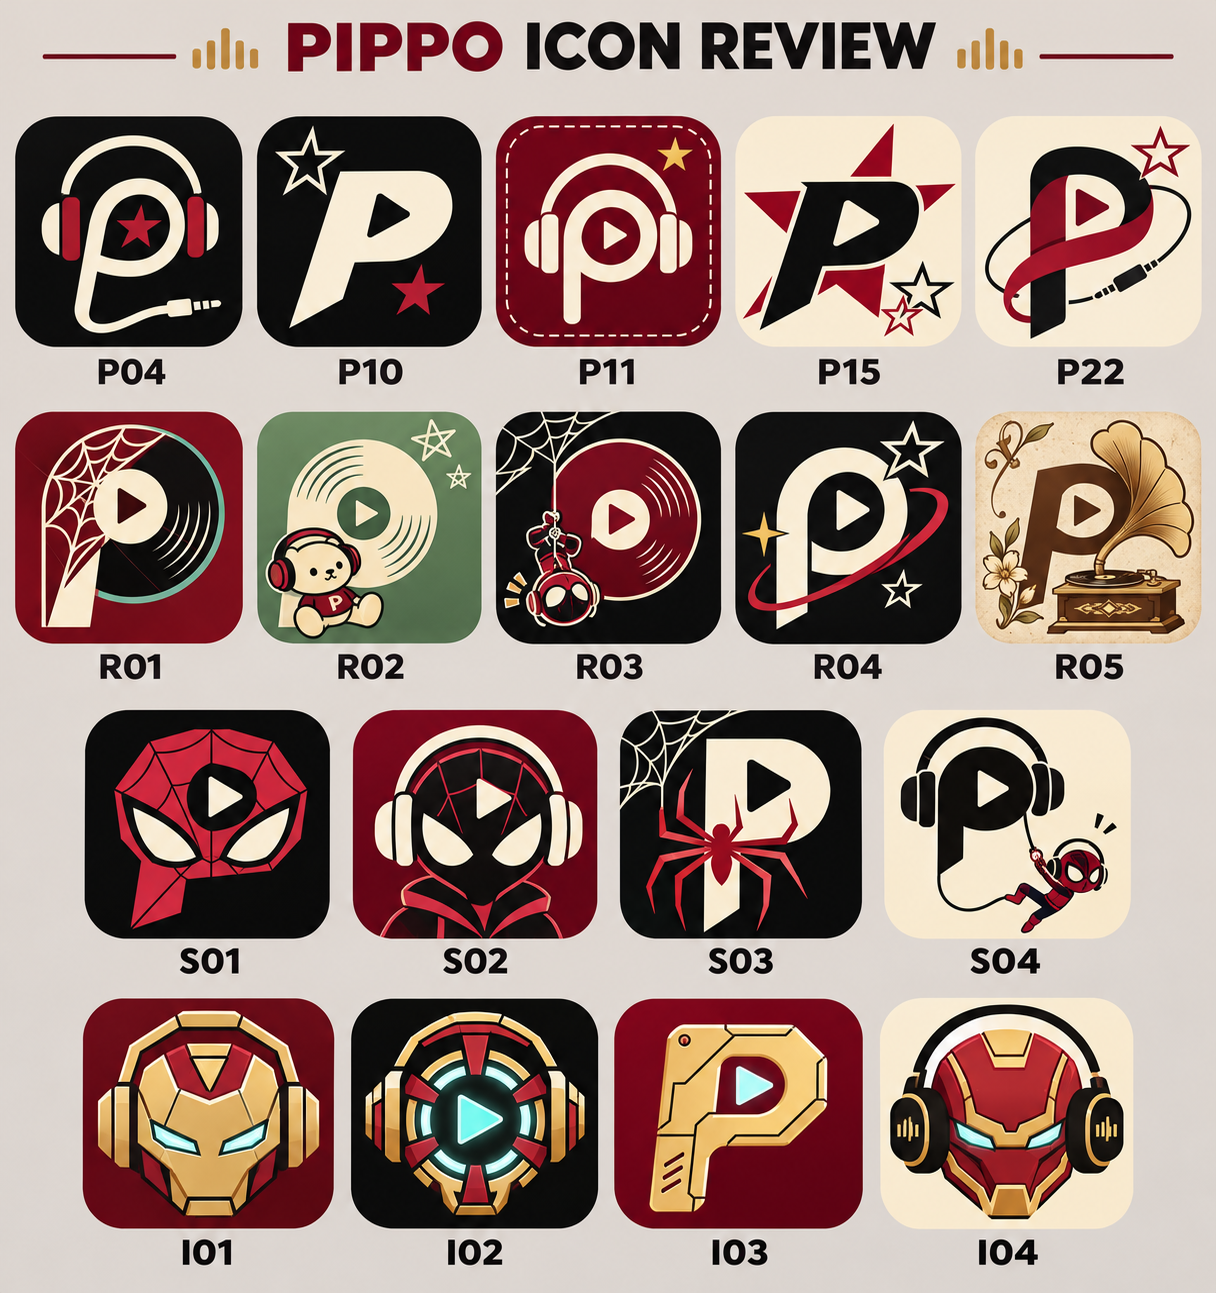 PIPPO ICON REVIEW
P04 P10 P11 P15 P22
P
R01 R02 R03 R04 R05
S01 S02 S03 S04
I01 I02 I03 I04